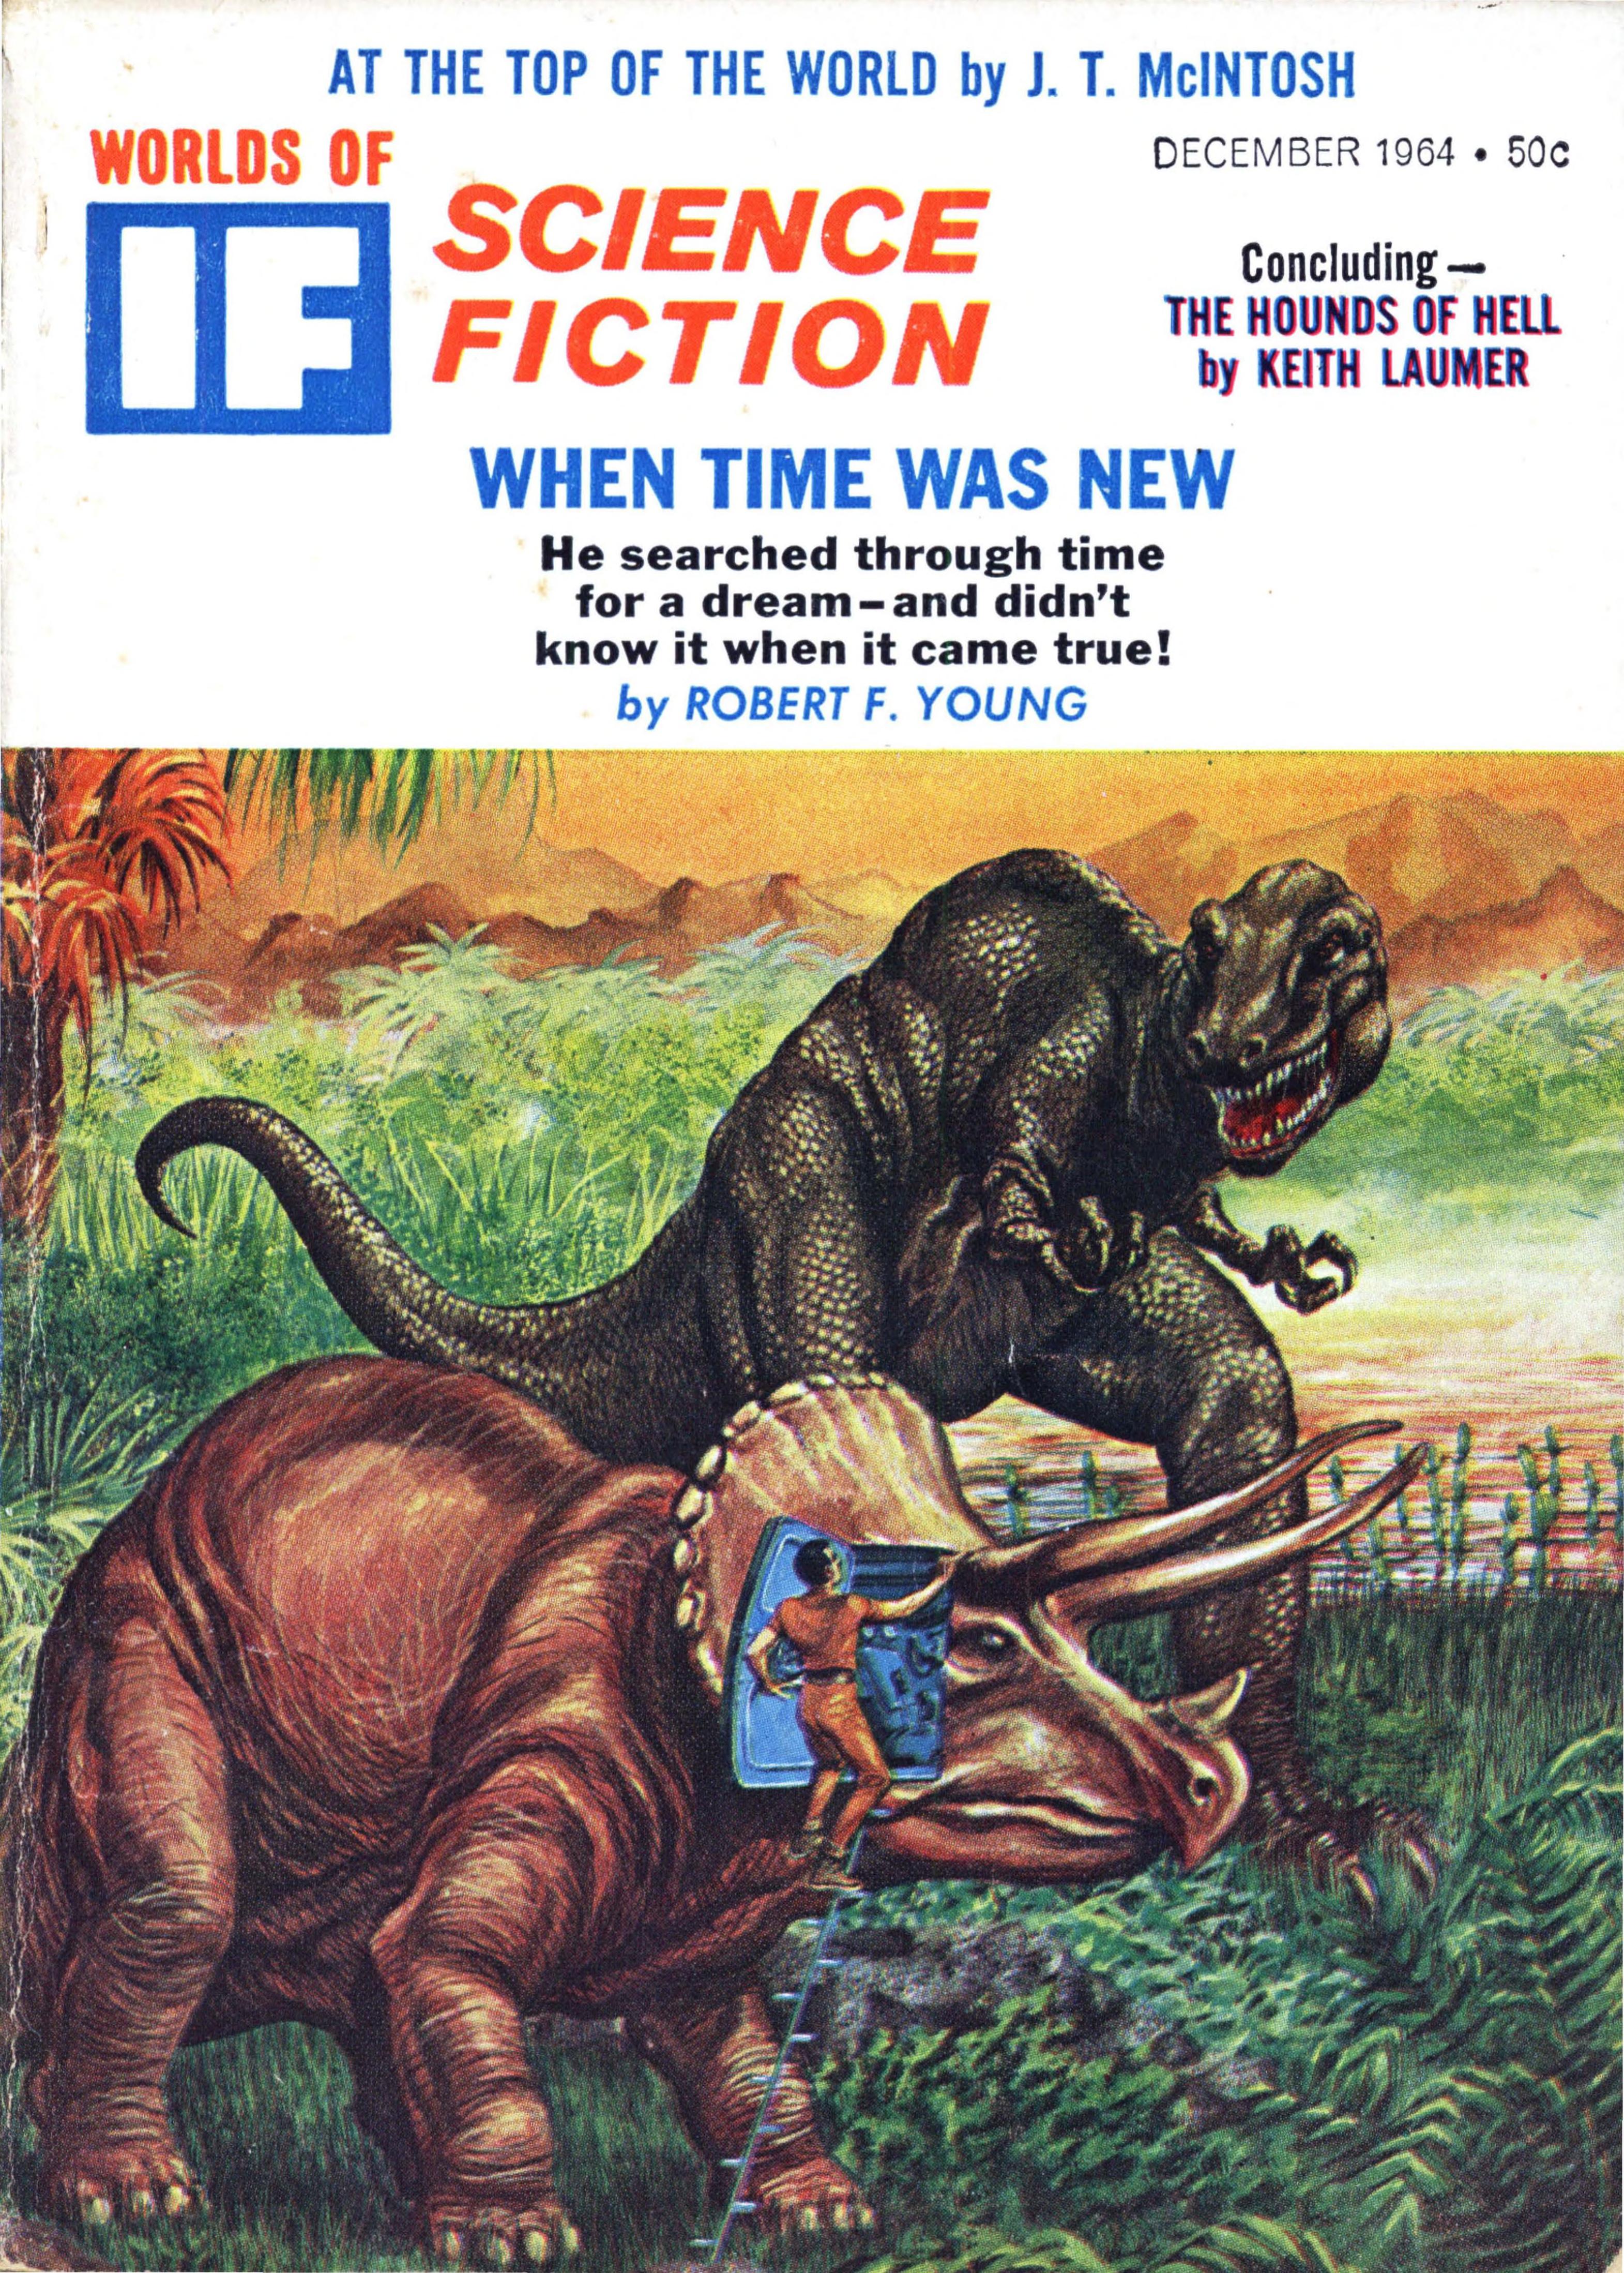 AT THE TOP OF THE WORLD by J. T. McINTOSH
WORLDS OF
IF
SCIENCE
FICTION
DECEMBER 1964 • 50c
Concluding —
THE HOUNDS OF HELL
by KEITH LAUMER
WHEN TIME WAS NEW
He searched through time
for a dream – and didn't
know it when it came true!
by ROBERT F. YOUNG